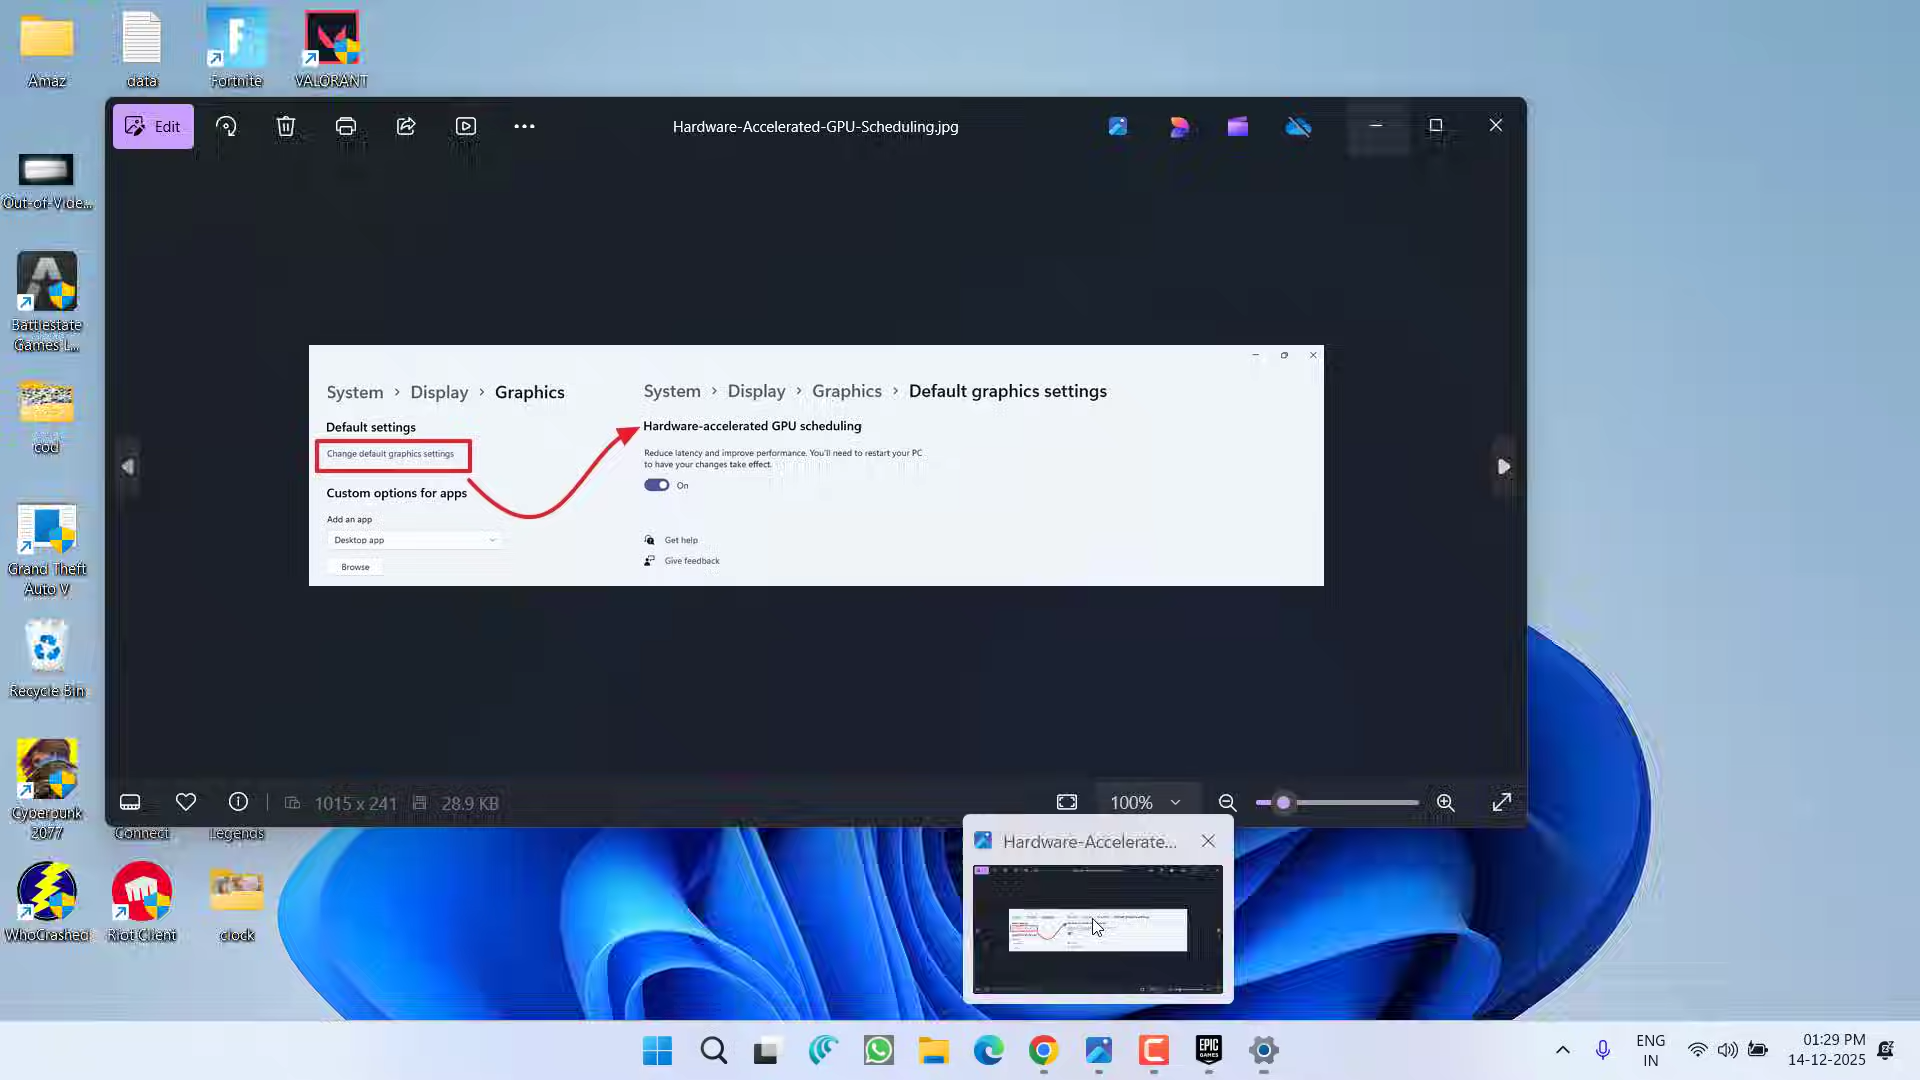 Amaz
data
Fortnite
VALORANT
Edit
Hardware-Accelerated-GPU-Scheduling.jpg
Out-of-Vide...
Battlestate
Games L...
cod
Grand Theft
Auto V
Recycle Bin
Cyberpunk
2077
Connect
Legends
WhoCrashed
Riot Client
clock
System > Display > Graphics
Default settings
Change default graphics settings
Custom options for apps
Add an app
Desktop app
Browse
System > Display > Graphics > Default graphics settings
Hardware-accelerated GPU scheduling
Reduce latency and improve performance. You'll need to restart your PC
to have your changes take effect.
On
Get help
Give feedback
1015 x 241
28.9 KB
100%
Hardware-Accelerate...
EPIC
GAMES
ENG
IN
01:29 PM
14-12-2025